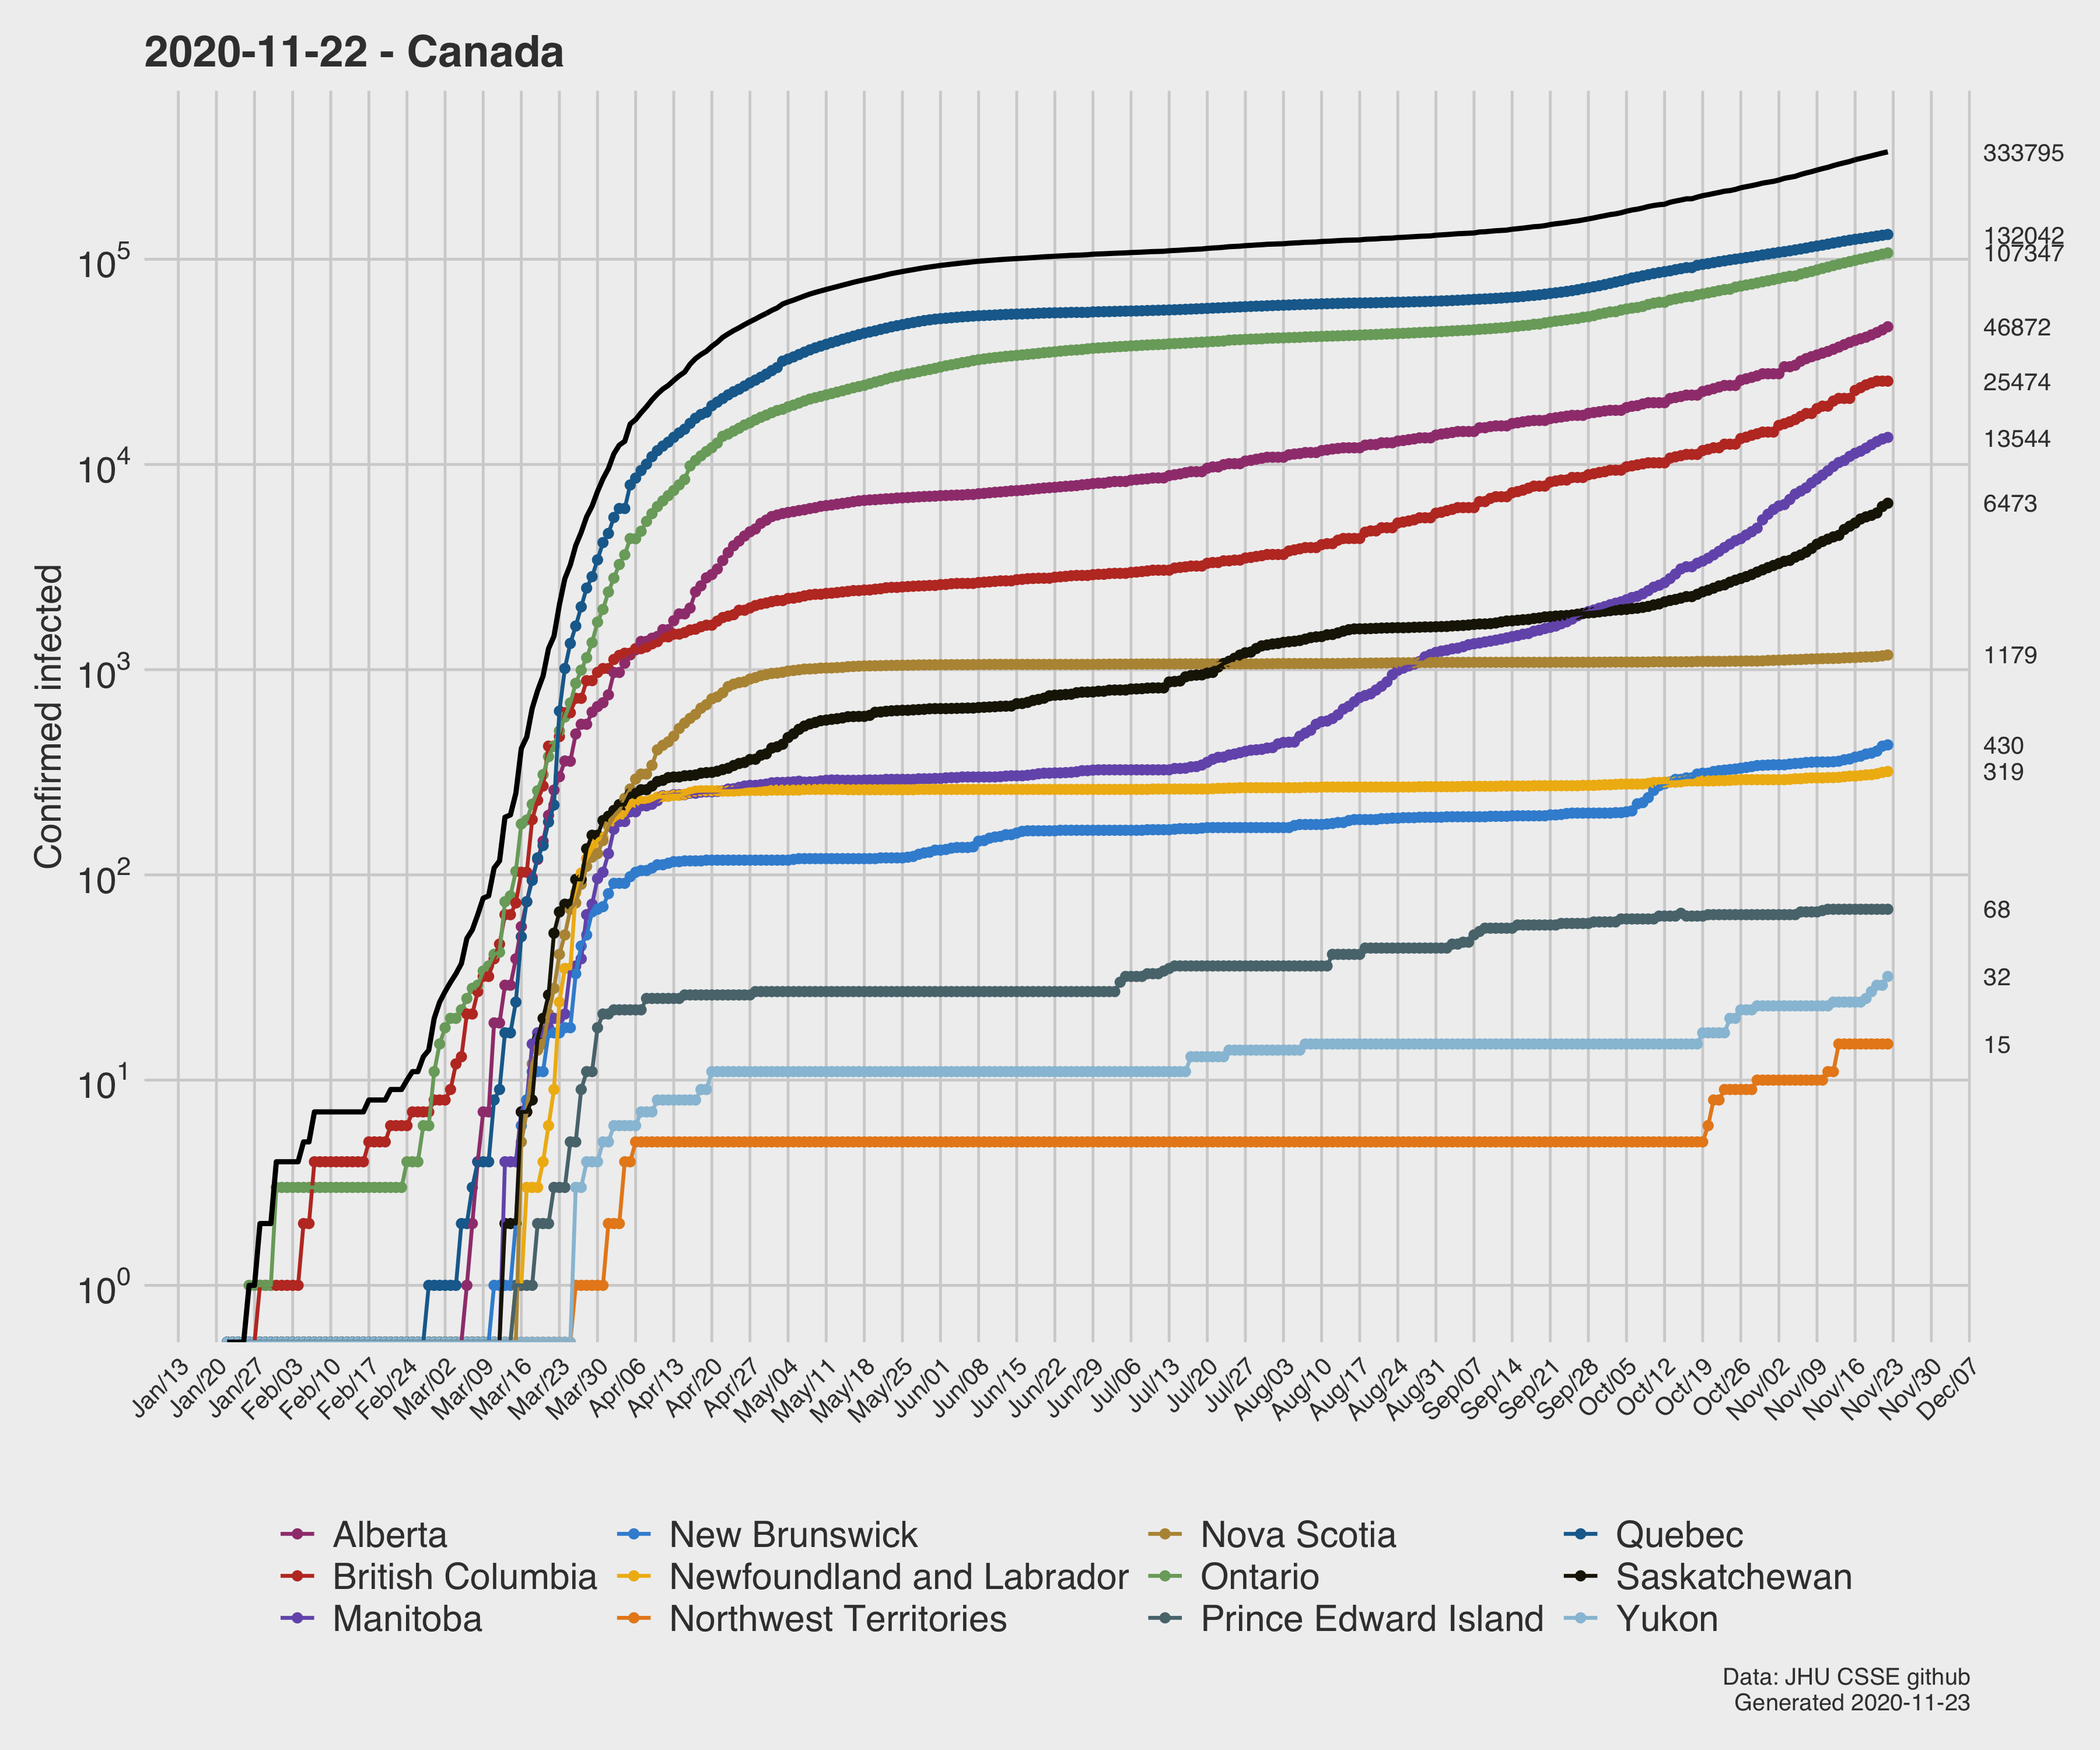 2020-11-22 - Canada
Confirmed infected
10^5
10^4
10^3
10^2
10^1
10^0
333795
132042
107347
46872
25474
13544
6473
1179
430
319
68
32
15
Jan/13
Jan/20
Jan/27
Feb/03
Feb/10
Feb/17
Feb/24
Mar/02
Mar/09
Mar/16
Mar/23
Mar/30
Apr/06
Apr/13
Apr/20
Apr/27
May/04
May/11
May/18
May/25
Jun/01
Jun/08
Jun/15
Jun/22
Jun/29
Jul/06
Jul/13
Jul/20
Jul/27
Aug/03
Aug/10
Aug/17
Aug/24
Aug/31
Sep/07
Sep/14
Sep/21
Sep/28
Oct/05
Oct/12
Oct/19
Oct/26
Nov/02
Nov/09
Nov/16
Nov/23
Nov/30
Dec/07
Alberta
British Columbia
Manitoba
New Brunswick
Newfoundland and Labrador
Northwest Territories
Nova Scotia
Ontario
Prince Edward Island
Quebec
Saskatchewan
Yukon
Data: JHU CSSE github
Generated 2020-11-23